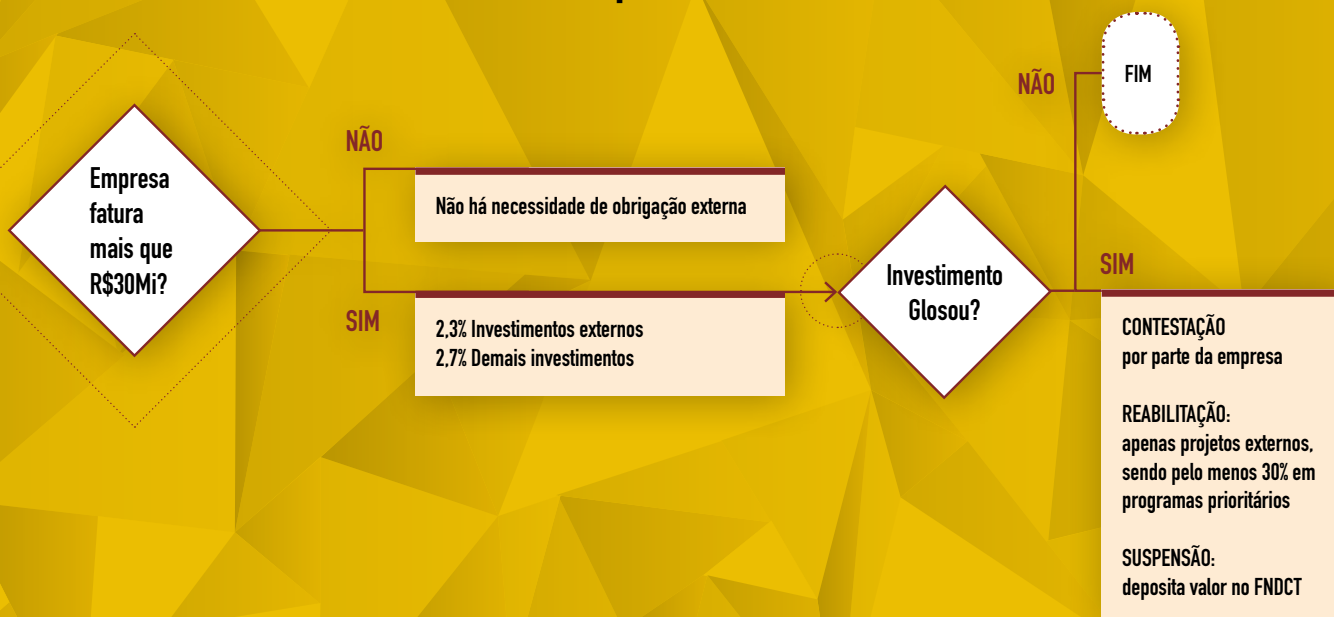 Empresa
fatura
mais que
R$30Mi?
NÃO
Não há necessidade de obrigação externa
SIM
2,3% Investimentos externos
2,7% Demais investimentos
Investimento
Glosou?
NÃO
FIM
SIM
CONTESTAÇÃO
por parte da empresa
REABILITAÇÃO:
apenas projetos externos,
sendo pelo menos 30% em
programas prioritários
SUSPENSÃO:
deposita valor no FNDCT